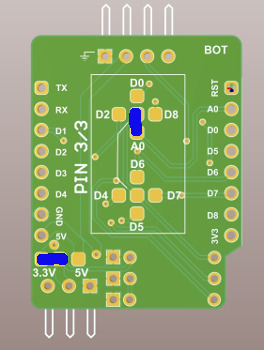 BOT
TX
RX
D1
D2
D3
D4
GND
5V
3.3V
5V
PIN 3/3
D0
D2
D8
A0
D6
D4
D7
D5
RST
A0
D0
D5
D6
D7
D8
3V3